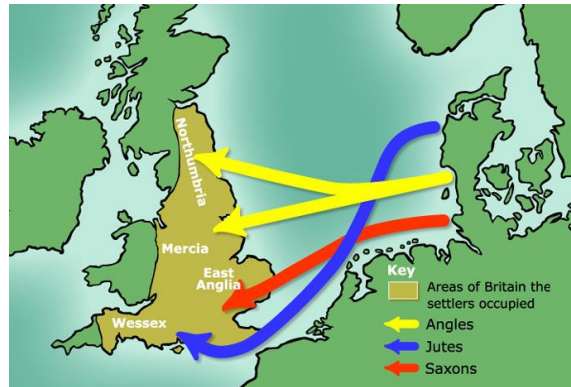 Northumbria
Mercia
East
Anglia
Wessex
Key
Areas of Britain the
settlers occupied
Angles
Jutes
Saxons